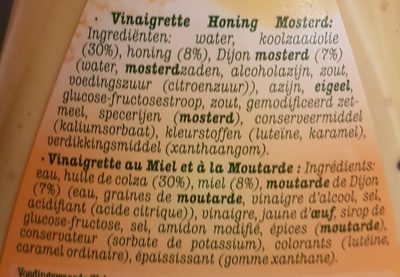 · Vinaigrette Honing Mosterd:
Ingrediënten: water, koolzaadolie
(30%), honing (8%), Dijon mosterd (7%)
(water, mosterdzaden, alcoholazijn, zout,
voedingszuur (citroenzuur)), azijn, eigeel,
glucose-fructosestroop, zout, gemodificeerd zet-
meel, specerijen (mosterd), conserveermiddel
(kaliumsorbaat), kleurstoffen (luteïne, karamel),
verdikkingsmiddel (xanthaangom).
· Vinaigrette au Miel et à la Moutarde : Ingrédients:
eau, huile de colza (30%), miel (8%), moutarde de Dijon
(7%) (eau, graines de moutarde, vinaigre d'alcool, sel,
acidifiant (acide citrique)), vinaigre, jaune d'œuf, sirop de
glucose-fructose, sel, amidon modifié, épices (moutarde),
conservateur (sorbate de potassium), colorants (lutéine,
caramel ordinaire), épaississant (gomme xanthane).